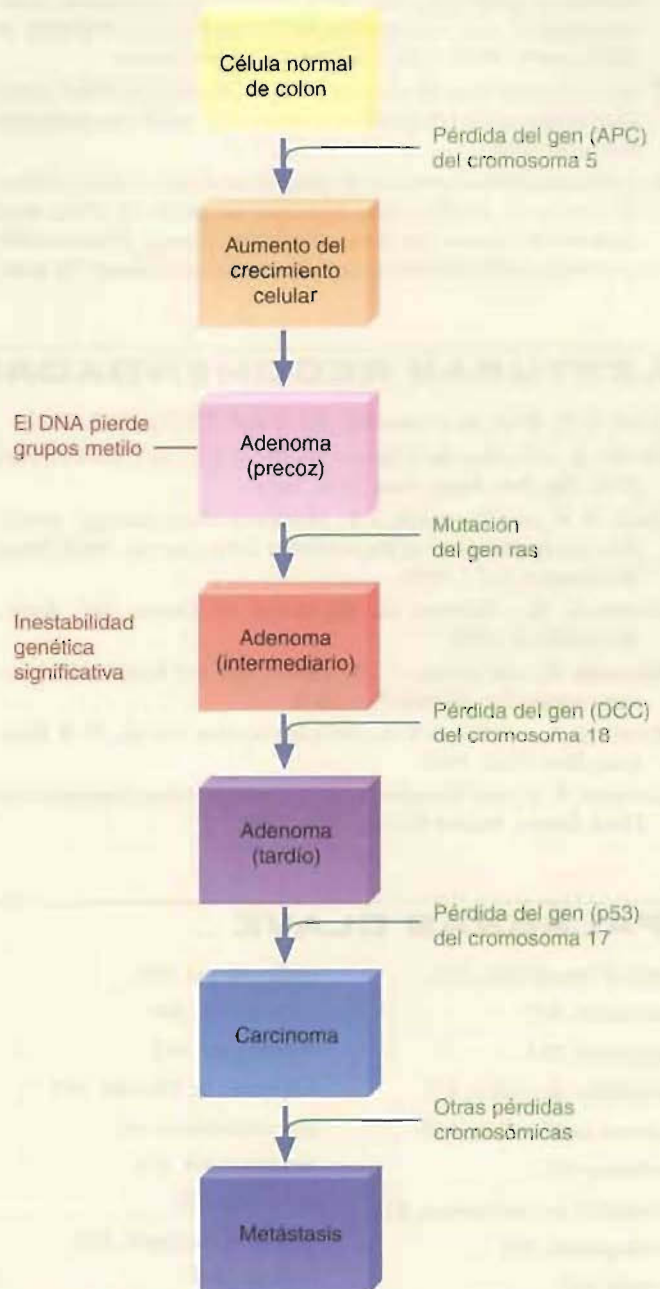 Célula normal
de colon
Pérdida del gen (APC)
del cromosoma 5
Aumento del
crecimiento
celular
El DNA pierde
grupos metilo
Adenoma
(precoz)
Mutación
del gen ras
Inestabilidad
genética
significativa
Adenoma
(intermediario)
Pérdida del gen (DCC)
del cromosoma 18
Adenoma
(tardío)
Pérdida del gen (p53)
del cromosoma 17
Carcinoma
Otras pérdidas
cromosómicas
Metástasis